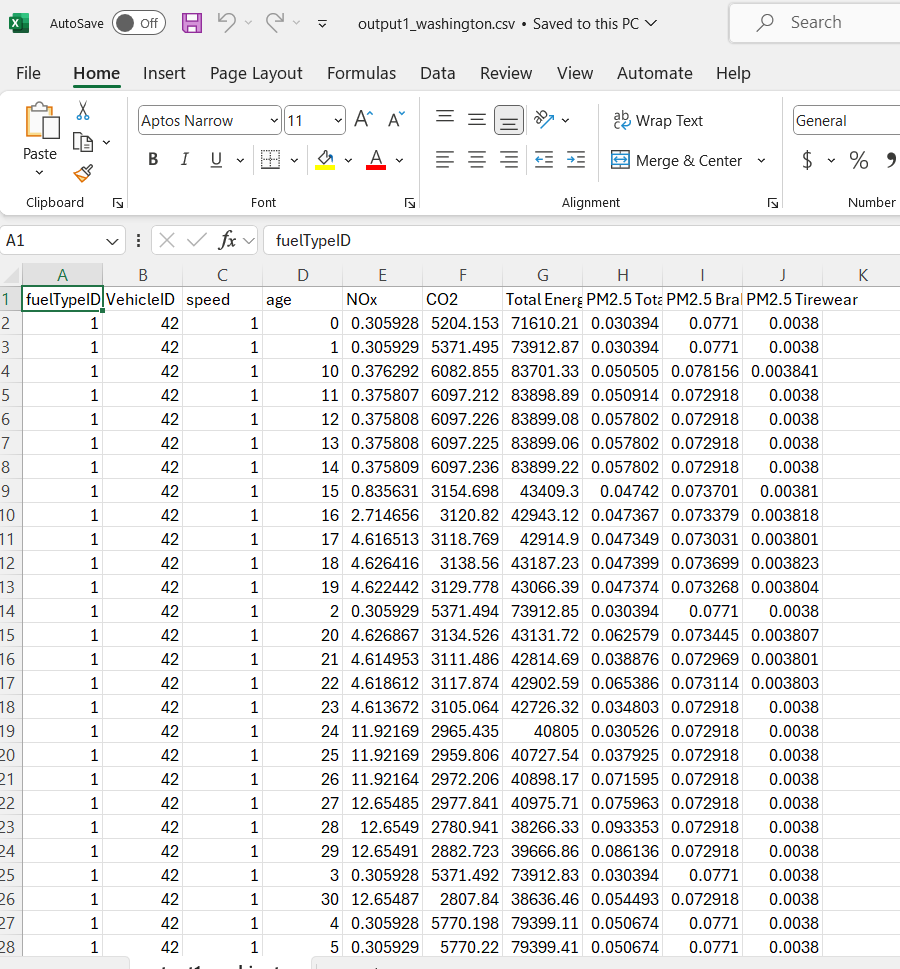 AutoSave Off output1_washington.csv • Saved to this PC Search
File Home Insert Page Layout Formulas Data Review View Automate Help
Aptos Narrow 11 Wrap Text General
Paste B I U A Merge & Center $ %
Clipboard Font Alignment Number
A1 fx fuelTypeID
A B C D E F G H I J K
1 fuelTypeID VehicleID speed age NOx CO2 Total Energ PM2.5 Tota PM2.5 Bra PM2.5 Tirewear
2 1 42 1 0 0.305928 5204.153 71610.21 0.030394 0.0771 0.0038
3 1 42 1 1 0.305929 5371.495 73912.87 0.030394 0.0771 0.0038
4 1 42 1 10 0.376292 6082.855 83701.33 0.050505 0.078156 0.003841
5 1 42 1 11 0.375807 6097.212 83898.89 0.050914 0.072918 0.0038
6 1 42 1 12 0.375808 6097.226 83899.08 0.057802 0.072918 0.0038
7 1 42 1 13 0.375808 6097.225 83899.06 0.057802 0.072918 0.0038
8 1 42 1 14 0.375809 6097.236 83899.22 0.057802 0.072918 0.0038
9 1 42 1 15 0.835631 3154.698 43409.3 0.04742 0.073701 0.00381
10 1 42 1 16 2.714656 3120.82 42943.12 0.047367 0.073379 0.003818
11 1 42 1 17 4.616513 3118.769 42914.9 0.047349 0.073031 0.003801
12 1 42 1 18 4.626416 3138.56 43187.23 0.047399 0.073699 0.003823
13 1 42 1 19 4.622442 3129.778 43066.39 0.047374 0.073268 0.003804
14 1 42 1 2 0.305929 5371.494 73912.85 0.030394 0.0771 0.0038
15 1 42 1 20 4.626867 3134.526 43131.72 0.062579 0.073445 0.003807
16 1 42 1 21 4.614953 3111.486 42814.69 0.038876 0.072969 0.003801
17 1 42 1 22 4.618612 3117.874 42902.59 0.065386 0.073114 0.003803
18 1 42 1 23 4.613672 3105.064 42726.32 0.034803 0.072918 0.0038
19 1 42 1 24 11.92169 2965.435 40805 0.030526 0.072918 0.0038
20 1 42 1 25 11.92169 2959.806 40727.54 0.037925 0.072918 0.0038
21 1 42 1 26 11.92164 2972.206 40898.17 0.071595 0.072918 0.0038
22 1 42 1 27 12.65485 2977.841 40975.71 0.075963 0.072918 0.0038
23 1 42 1 28 12.6549 2780.941 38266.33 0.093353 0.072918 0.0038
24 1 42 1 29 12.65491 2882.723 39666.86 0.086136 0.072918 0.0038
25 1 42 1 3 0.305928 5371.492 73912.83 0.030394 0.0771 0.0038
26 1 42 1 30 12.65487 2807.84 38636.46 0.054493 0.072918 0.0038
27 1 42 1 4 0.305928 5770.198 79399.11 0.050674 0.0771 0.0038
28 1 42 1 5 0.305929 5770.22 79399.41 0.050674 0.0771 0.0038